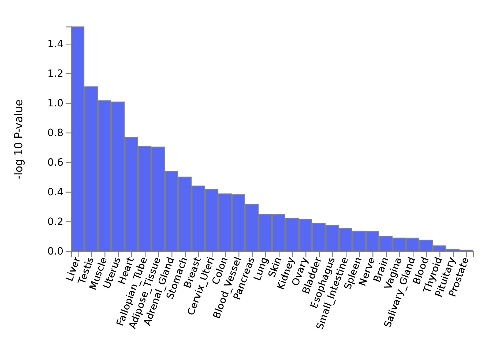 -log 10 P-value
1.4
1.2
1.0
0.8
0.6
0.4
0.2
0.0
Liver
Testis
Muscle
Uterus
Heart
Fallopian_Tube
Adipose_Tissue
Adrenal_Gland
Stomach
Breast
Cervix_Uteri
Colon
Blood_Vessel
Pancreas
Lung
Skin
Kidney
Ovary
Bladder
Esophagus
Small_Intestine
Spleen
Nerve
Brain
Vagina
Salivary_Gland
Blood
Thyroid
Pituitary
Prostate